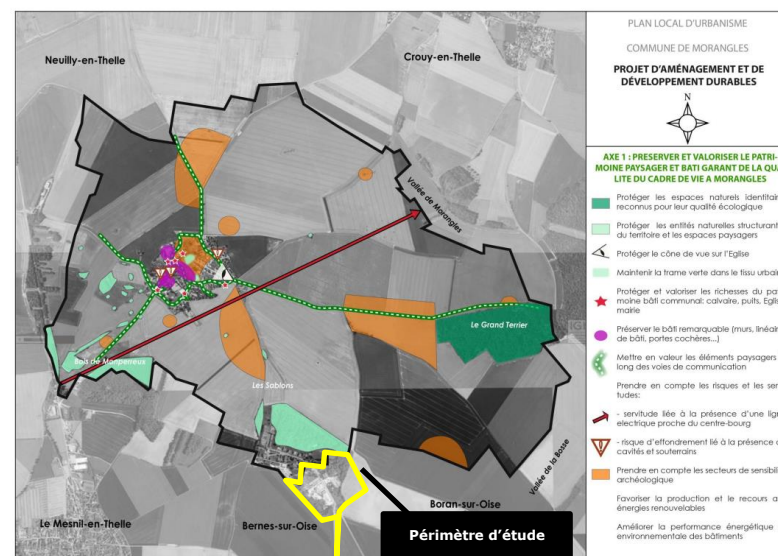 PLAN LOCAL D'URBANISME
COMMUNE DE MORANGLES
PROJET D'AMÉNAGEMENT ET DE
DÉVELOPPEMENT DURABLES
N
AXE 1 : PRESERVER ET VALORISER LE PATRI-
MOINE PAYSAGER ET BATI GARANT DE LA QUA
LITE DU CADRE DE VIE A MORANGLES
Protéger les espaces naturels identitair
reconnus pour leur qualité écologique
Protéger les entités naturelles structurant
du territoire et les espaces paysagers
Protéger le cône de vue sur l'Eglise
Maintenir la trame verte dans le tissu urbai
Protéger et valoriser les richesses du pa
moine bâti communal: calvaire, puits, Eglis
mairie
Préserver le bâti remarquable (murs, linéai
de bâti, portes cochères...)
Mettre en valeur les éléments paysagers
long des voies de communication
Prendre en compte les risques et les ser
tudes:
- servitude liée à la présence d'une lign
electrique proche du centre-bourg
- risque d'effondrement lié à la présence d
cavités et souterrains
Prendre en compte les secteurs de sensibili
archéologique
Favoriser la production et le recours a
énergies renouvelables
Améliorer la performance énergétique
environnementale des bâtiments
Neuilly-en-Thelle
Crouy-en-Thelle
Vallée de Morangles
Le Grand Terrier
Bois de Montperreux
Les Sablons
Vallée de la Bosse
Boran-sur-Oise
Le Mesnil-en-Thelle
Bernes-sur-Oise
Périmètre d'étude